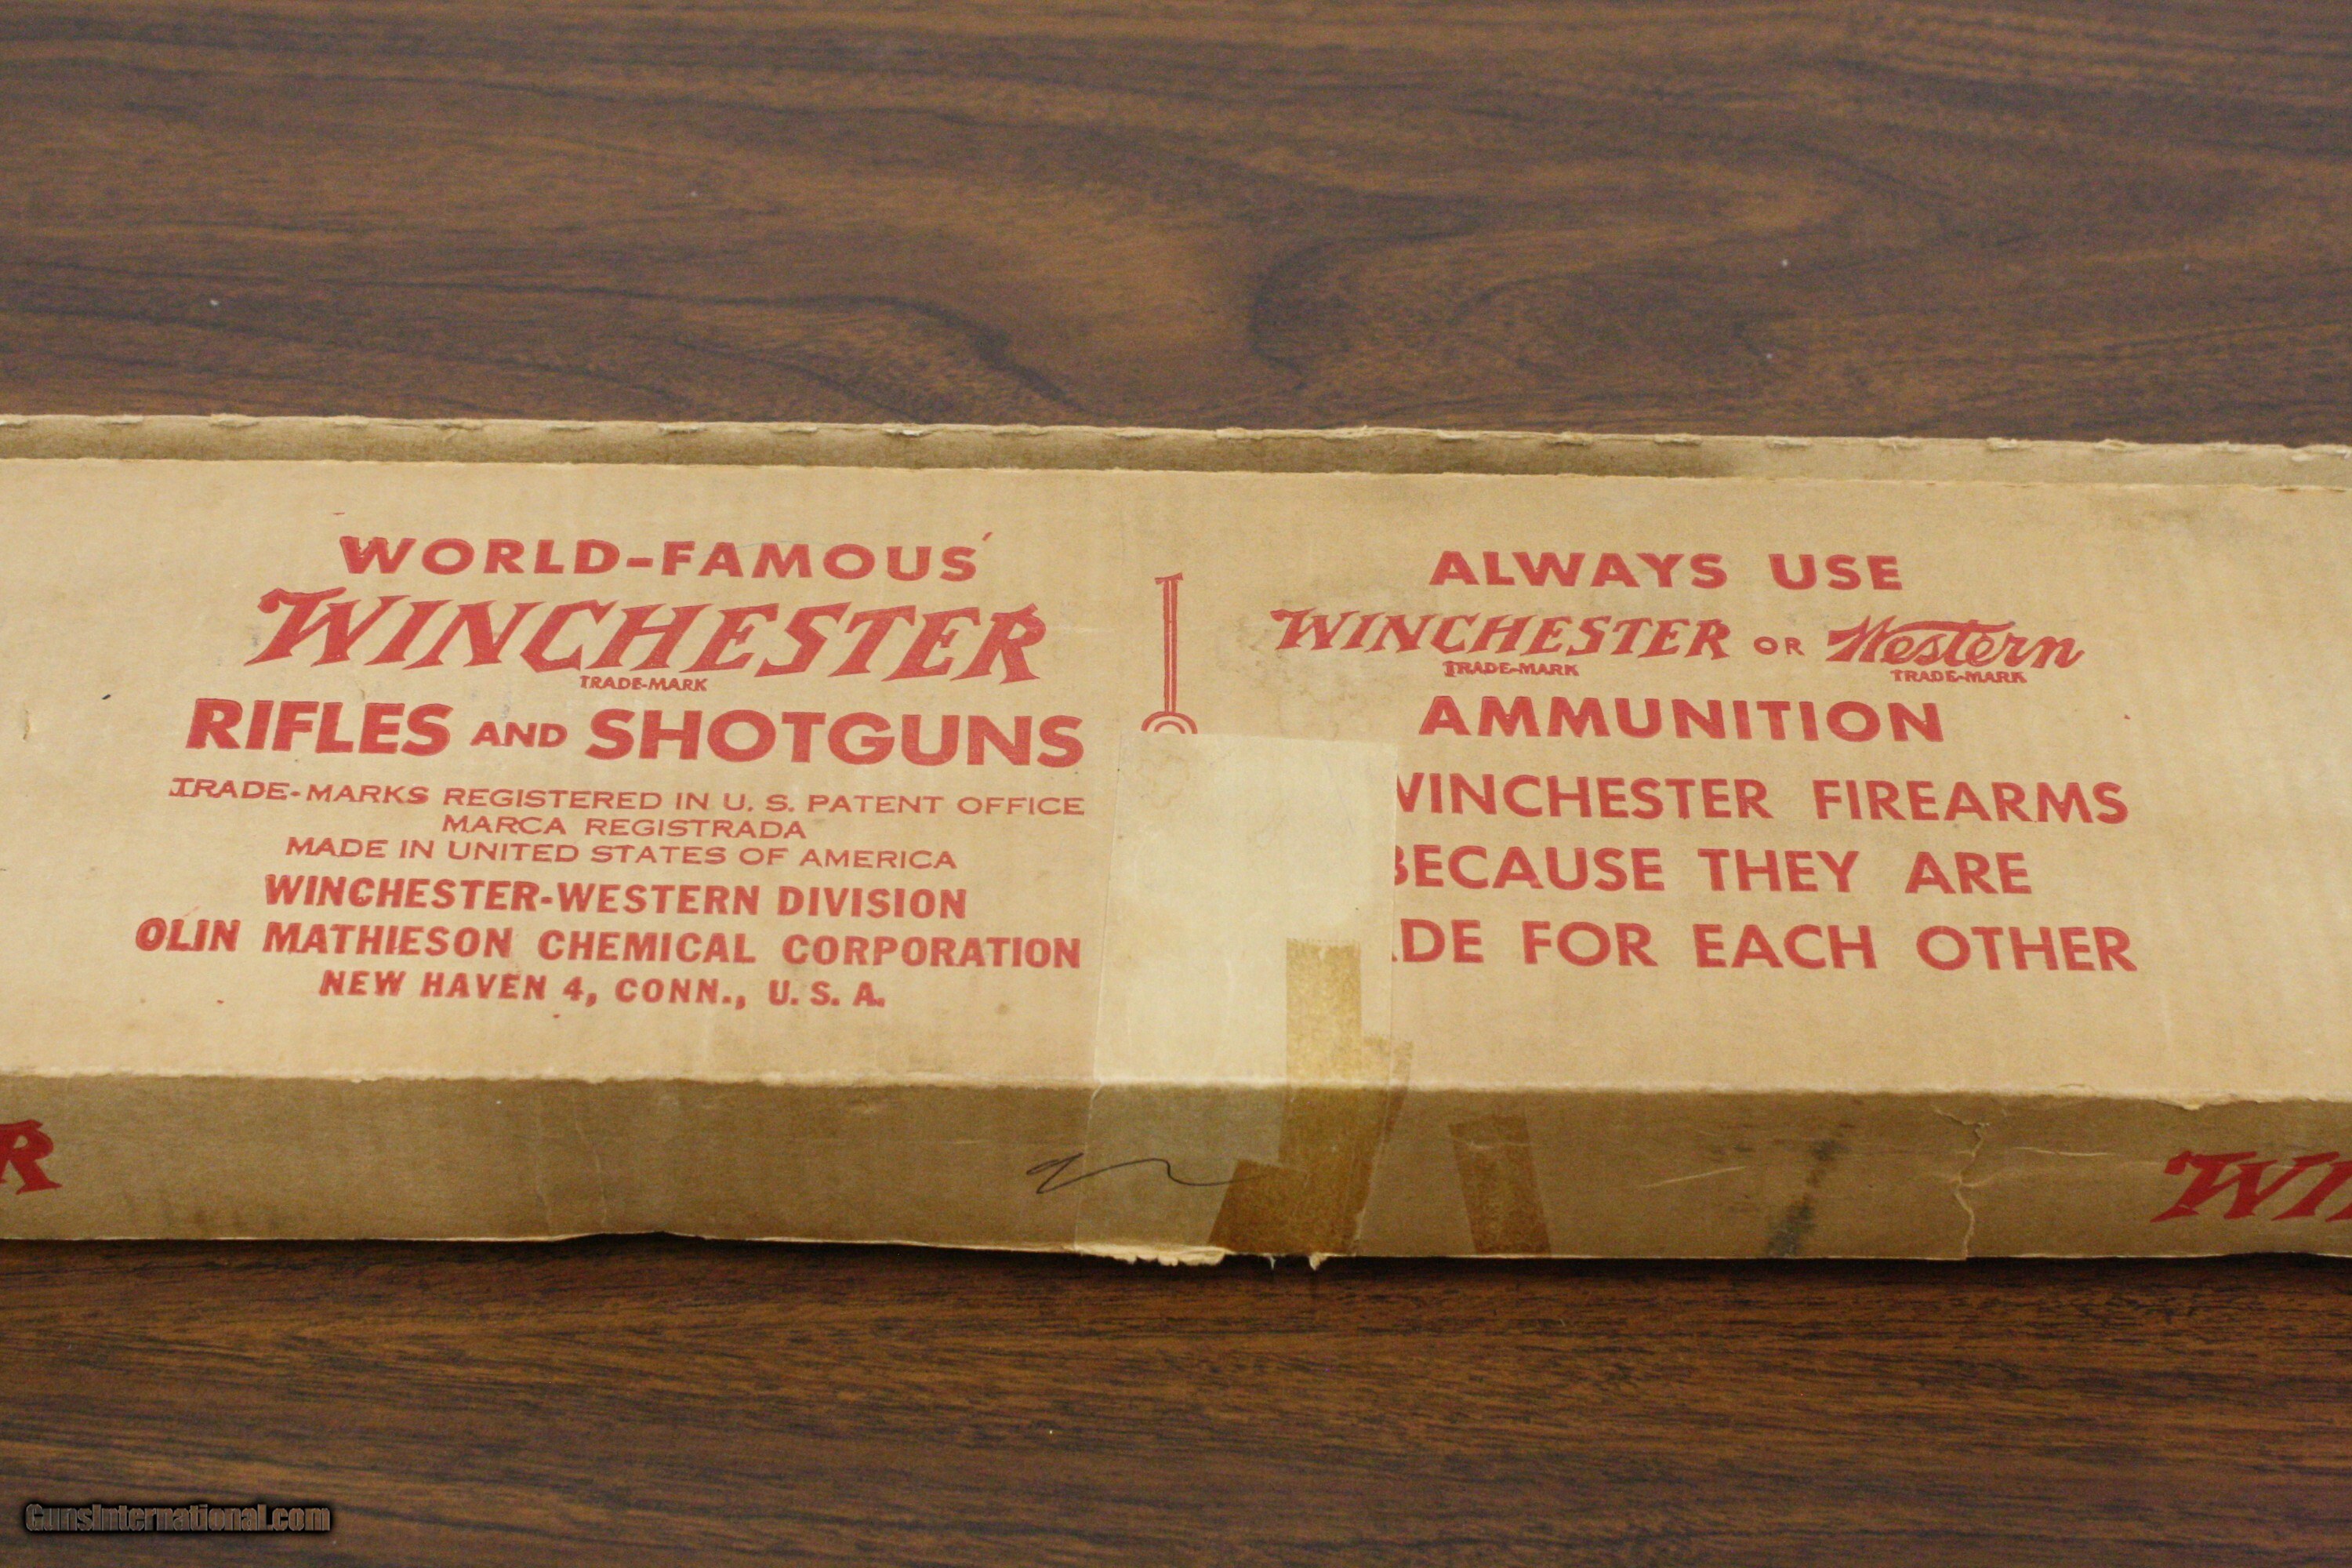 WORLD-FAMOUS
WINCHESTER
TRADE-MARK
RIFLES AND SHOTGUNS
TRADE-MARKS REGISTERED IN U. S. PATENT OFFICE
MARCA REGISTRADA
MADE IN UNITED STATES OF AMERICA
WINCHESTER-WESTERN DIVISION
OLIN MATHIESON CHEMICAL CORPORATION
NEW HAVEN 4, CONN., U. S. A.
ALWAYS USE
WINCHESTER OR Western
TRADE-MARK TRADE-MARK
AMMUNITION
WINCHESTER FIREARMS
BECAUSE THEY ARE
DE FOR EACH OTHER
R
WI
GunsInternational.com